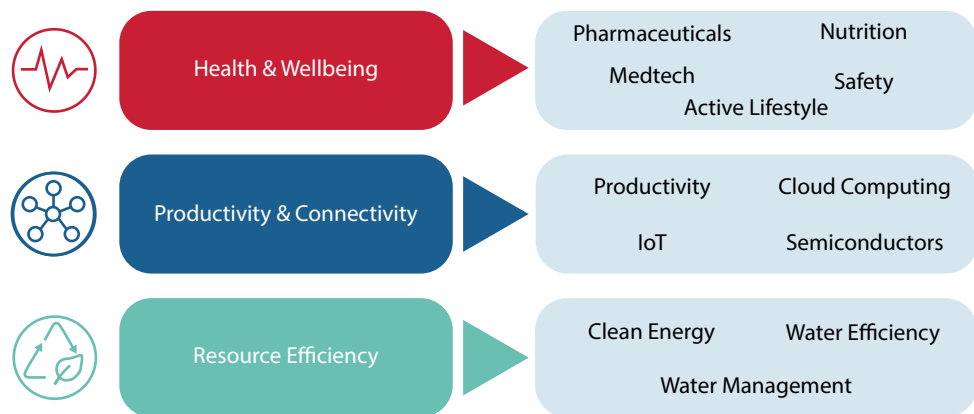 Health & Wellbeing
Pharmaceuticals
Nutrition
Medtech
Safety
Active Lifestyle
Productivity & Connectivity
Productivity
Cloud Computing
IoT
Semiconductors
Resource Efficiency
Clean Energy
Water Efficiency
Water Management